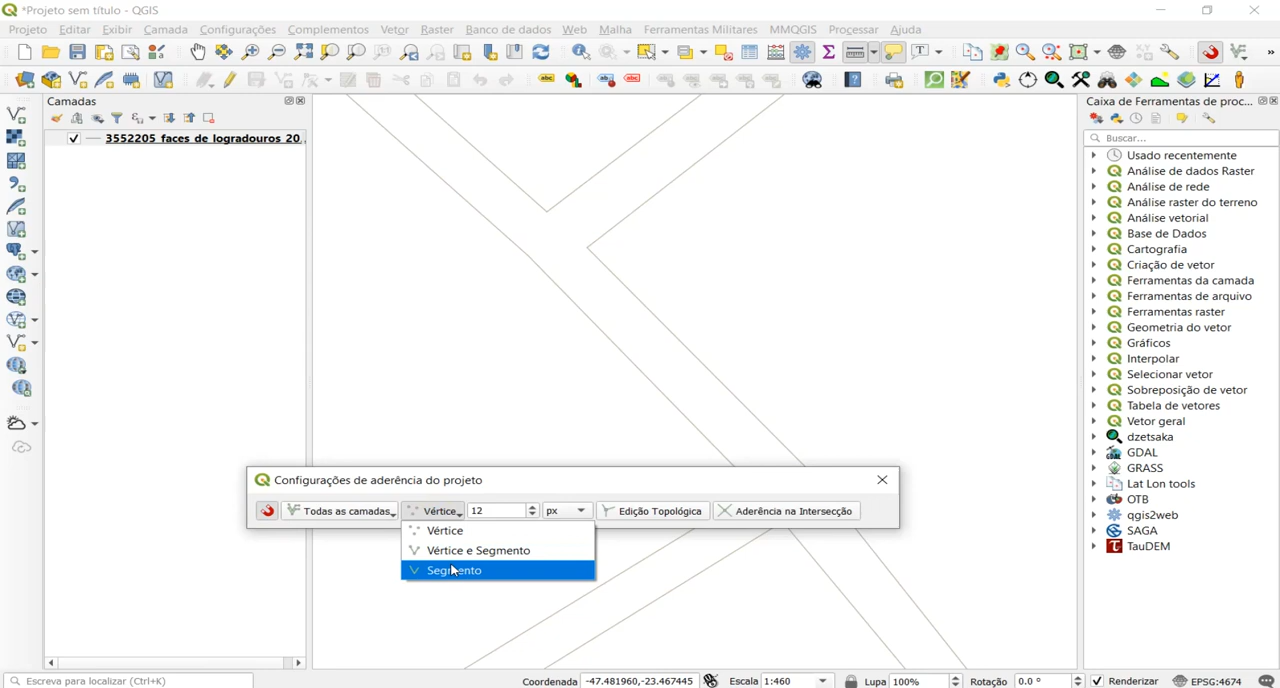 *Projeto sem título - QGIS
Projeto Editar Exibir Camada Configurações Complementos Vetor Raster Banco de dados Web Malha Ferramentas Militares MMQGIS Processar Ajuda
Camadas
3552205 faces de logradouros 20
Caixa de Ferramentas de proc...
Buscar...
Usado recentemente
Análise de dados Raster
Análise de rede
Análise raster do terreno
Análise vetorial
Base de Dados
Cartografia
Criação de vetor
Ferramentas da camada
Ferramentas de arquivo
Ferramentas raster
Geometria do vetor
Gráficos
Interpolar
Selecionar vetor
Sobreposição de vetor
Tabela de vetores
Vetor geral
dzetsaka
GDAL
GRASS
Lat Lon tools
OTB
qgis2web
SAGA
TauDEM
Configurações de aderência do projeto
Todas as camadas Vértice 12 px Edição Topológica Aderência na Intersecção
Vértice
Vértice e Segmento
Segmento
Escreva para localizar (Ctrl+K) Coordenada -47.481960,-23.467445 Escala 1:460 Lupa 100% Rotação 0.0 ° Renderizar EPSG:4674